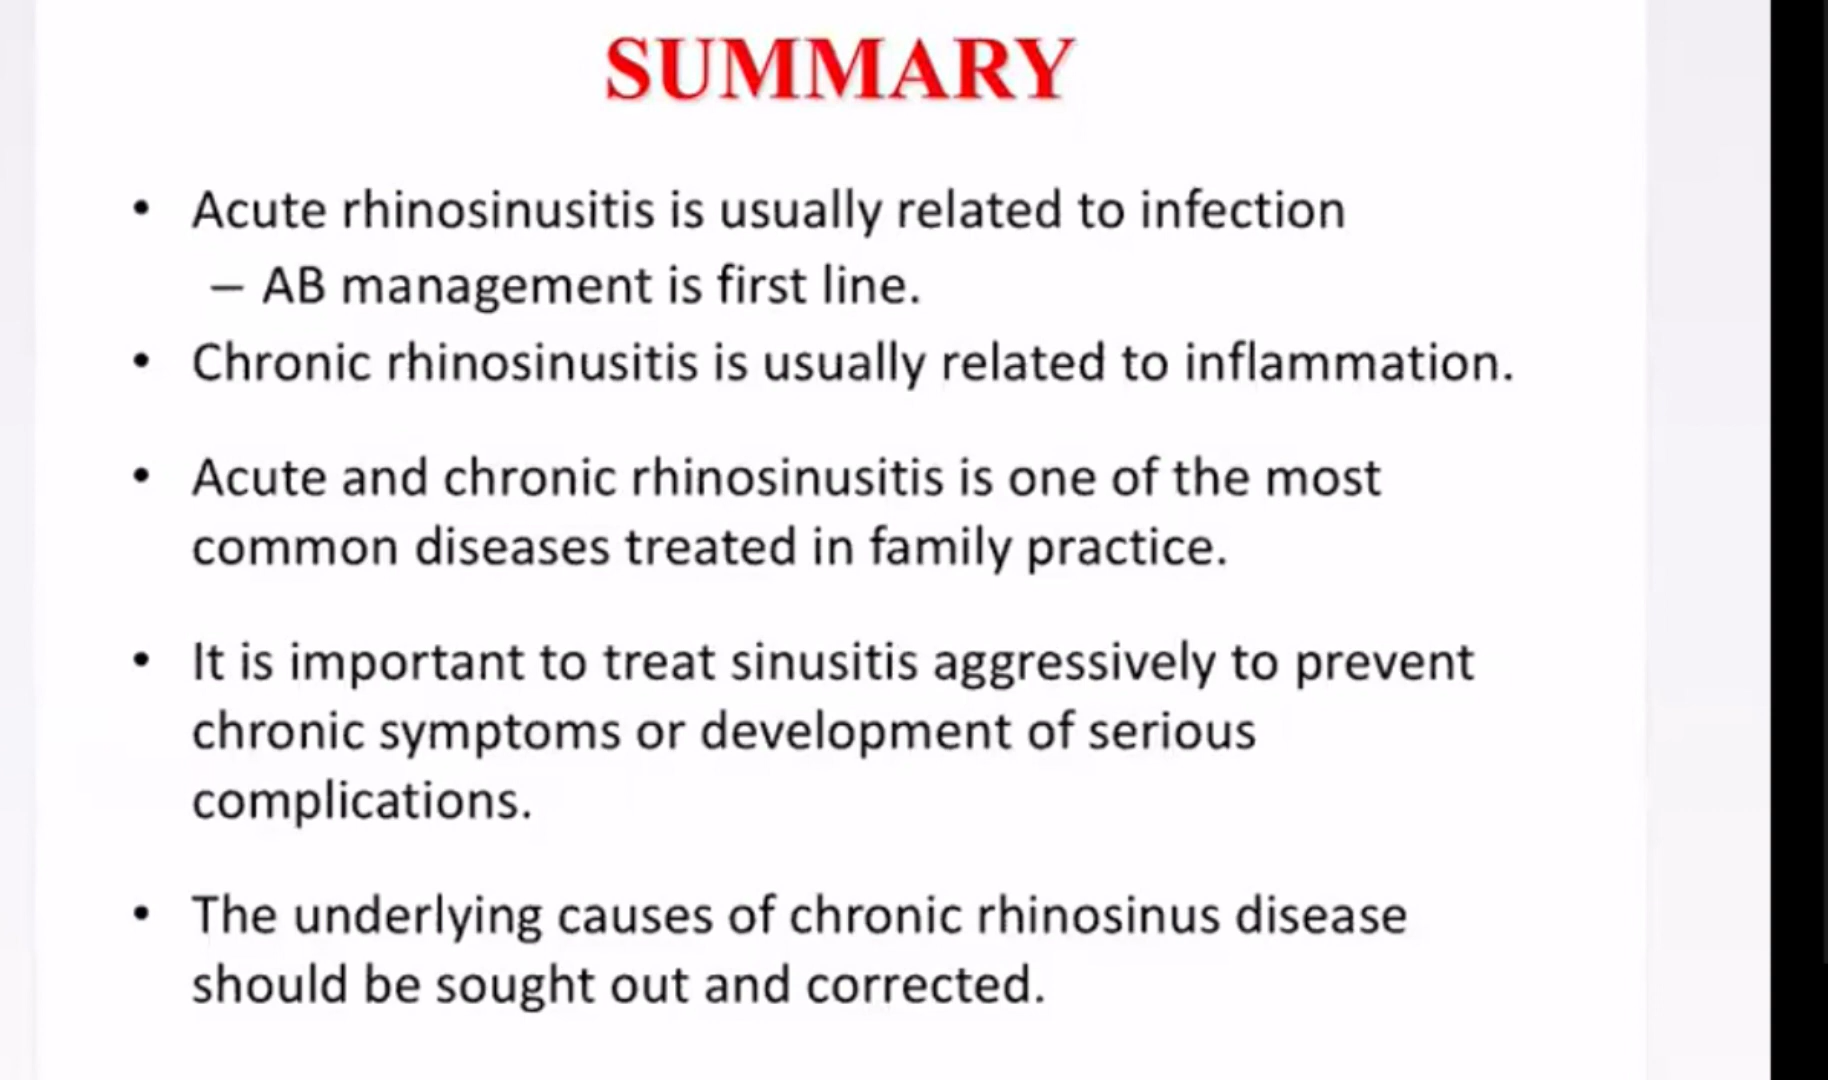 SUMMARY
• Acute rhinosinusitis is usually related to infection
– AB management is first line.
• Chronic rhinosinusitis is usually related to inflammation.
• Acute and chronic rhinosinusitis is one of the most
common diseases treated in family practice.
• It is important to treat sinusitis aggressively to prevent
chronic symptoms or development of serious
complications.
• The underlying causes of chronic rhinosinus disease
should be sought out and corrected.